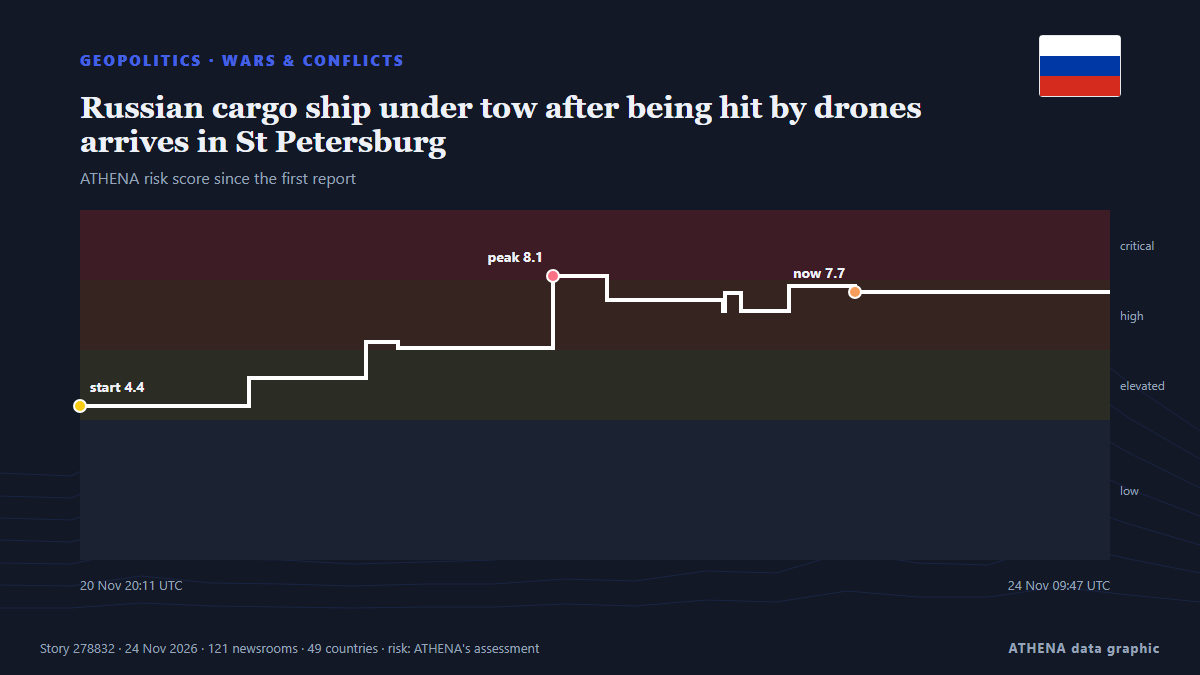 GEOPOLITICS · WARS & CONFLICTS
Russian cargo ship under tow after being hit by drones
arrives in St Petersburg
ATHENA risk score since the first report
critical
peak 8.1
now 7.7
high
start 4.4
elevated
low
20 Nov 20:11 UTC
24 Nov 09:47 UTC
Story 278832 · 24 Nov 2026 · 121 newsrooms · 49 countries · risk: ATHENA's assessment
ATHENA data graphic